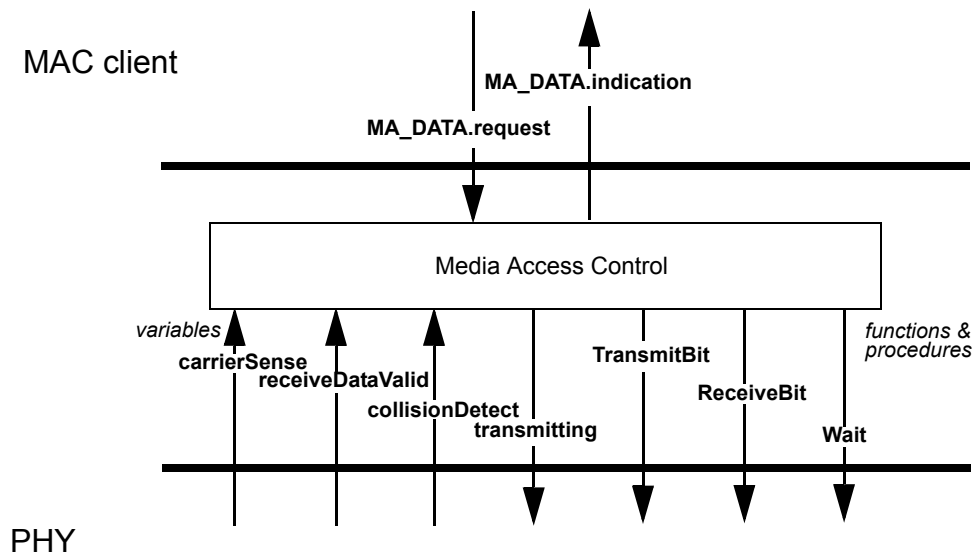 MAC client
MA_DATA.indication
MA_DATA.request
Media Access Control
variables
functions &
procedures
carrierSense
TransmitBit
receiveDataValid
ReceiveBit
collisionDetect
transmitting
Wait
PHY